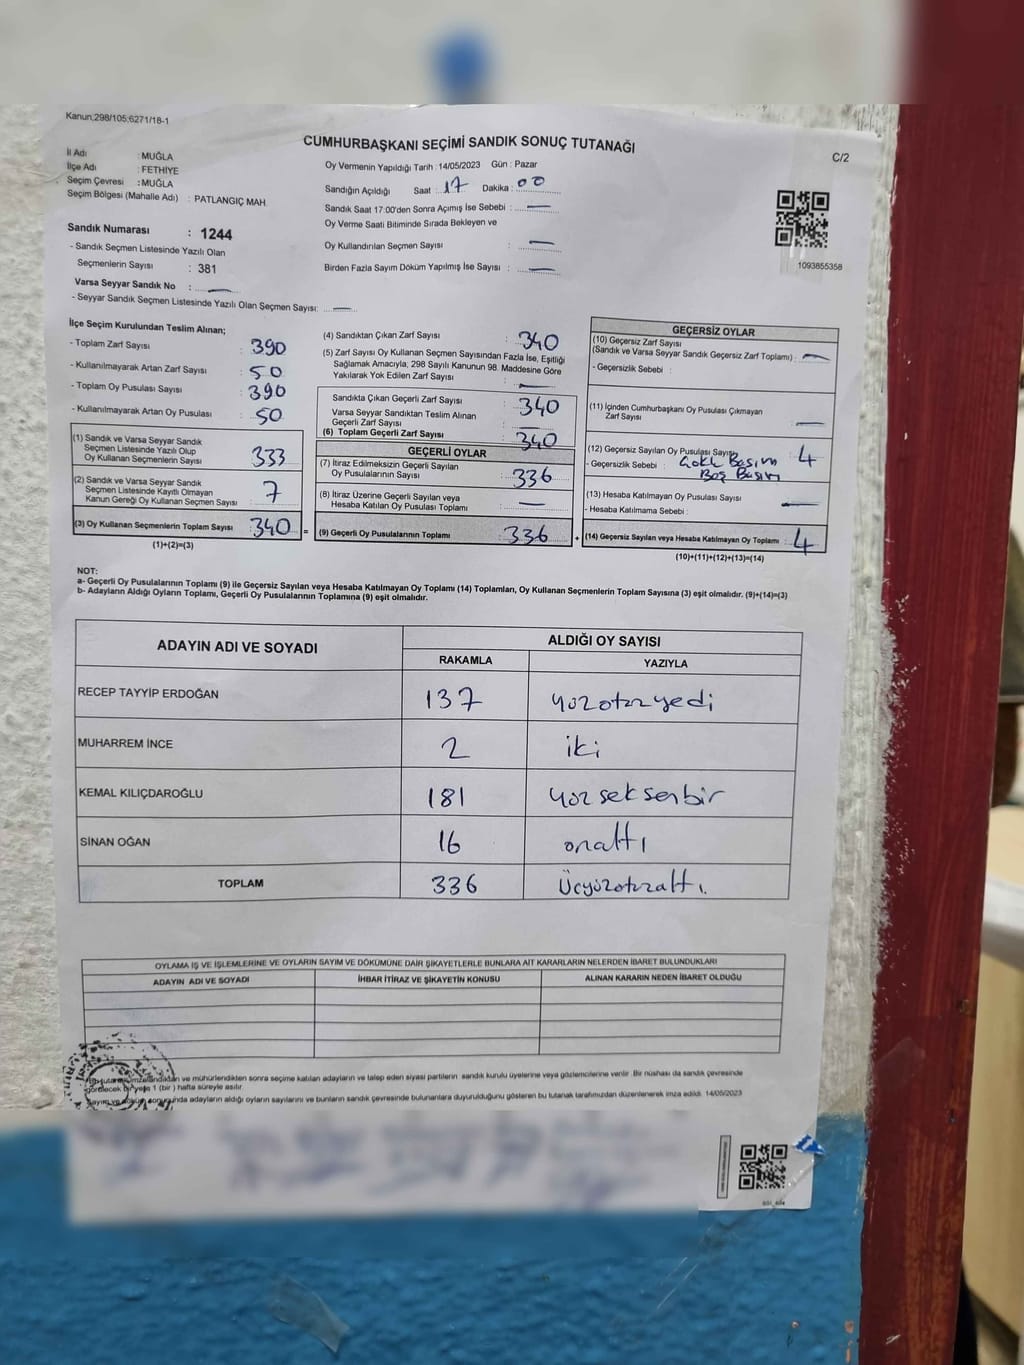 Kanun;298/105;6271/18-1
CUMHURBAŞKANI SEÇİMİ SANDIK SONUÇ TUTANAĞI
C/2
İl Adı : MUĞLA
İlçe Adı : FETHİYE
Seçim Çevresi : MUĞLA
Seçim Bölgesi (Mahalle Adı) : PATLANGIÇ MAH.
Oy Vermenin Yapıldığı Tarih : 14/05/2023 Gün : Pazar
Sandığın Açıldığı Saat : 17 Dakika : 00
Sandık Saat 17.00'den Sonra Açımış İse Sebebi : —
Oy Verme Saati Bitiminde Sırada Bekleyen ve
Oy Kullandırılan Seçmen Sayısı : —
Birden Fazla Sayım Döküm Yapılmış İse Sayısı : —
1093855358
Sandık Numarası : 1244
- Sandık Seçmen Listesinde Yazılı Olan
Seçmenlerin Sayısı : 381
Varsa Seyyar Sandık No : —
- Seyyar Sandık Seçmen Listesinde Yazılı Olan Seçmen Sayısı: —
İlçe Seçim Kurulundan Teslim Alınan;
- Toplam Zarf Sayısı : 390
- Kullanılmayarak Artan Zarf Sayısı : 50
- Toplam Oy Pusulası Sayısı : 390
- Kullanılmayarak Artan Oy Pusulası : 50
(1) Sandık ve Varsa Seyyar Sandık
Seçmen Listesinde Yazılı Olup
Oy Kullanan Seçmenlerin Sayısı : 333
(2) Sandık ve Varsa Seyyar Sandık
Seçmen Listesinde Kayıtlı Olmayan
Kanun Gereği Oy Kullanan Seçmen Sayısı : 7
(3) Oy Kullanan Seçmenlerin Toplam Sayısı : 340 =
(1)+(2)=(3)
(4) Sandıktan Çıkan Zarf Sayısı : 340
(5) Zarf Sayısı Oy Kullanan Seçmen Sayısından Fazla İse, Eşitliği
Sağlamak Amacıyla; 298 Sayılı Kanunun 98. Maddesine Göre
Yakılarak Yok Edilen Zarf Sayısı : —
Sandıkta Çıkan Geçerli Zarf Sayısı : 340
Varsa Seyyar Sandıktan Teslim Alınan
Geçerli Zarf Sayısı : —
(6) Toplam Geçerli Zarf Sayısı : 340
GEÇERLİ OYLAR
(7) İtiraz Edilmeksizin Geçerli Sayılan
Oy Pusulalarının Sayısı : 336
(8) İtiraz Üzerine Geçerli Sayılan veya
Hesaba Katılan Oy Pusulası Toplamı : —
(9) Geçerli Oy Pusulalarının Toplamı : 336 +
GEÇERSİZ OYLAR
(10) Geçersiz Zarf Sayısı
(Sandık ve Varsa Seyyar Sandık Geçersiz Zarf Toplamı) : —
- Geçersizlik Sebebi :
(11) İçinden Cumhurbaşkanı Oy Pusulası Çıkmayan
Zarf Sayısı : —
(12) Geçersiz Sayılan Oy Pusulası Sayısı : 4
- Geçersizlik Sebebi : Çoklu Basım
Boş Basım
(13) Hesaba Katılmayan Oy Pusulası Sayısı : —
- Hesaba Katılmama Sebebi :
(14) Geçersiz Sayılan veya Hesaba Katılmayan Oy Toplamı : 4
(10)+(11)+(12)+(13)=(14)
NOT:
a- Geçerli Oy Pusulalarının Toplamı (9) ile Geçersiz Sayılan veya Hesaba Katılmayan Oy Toplamı (14) Toplamları, Oy Kullanan Seçmenlerin Toplam Sayısına (3) eşit olmalıdır. (9)+(14)=(3)
b- Adayların Aldığı Oyların Toplamı, Geçerli Oy Pusulalarının Toplamına (9) eşit olmalıdır.
ADAYIN ADI VE SOYADI ALDIĞI OY SAYISI
RAKAMLA YAZIYLA
RECEP TAYYİP ERDOĞAN 137 yüzotuzyedi
MUHARREM İNCE 2 iki
KEMAL KILIÇDAROĞLU 181 yüzseksenbir
SİNAN OĞAN 16 onaltı
TOPLAM 336 Üçyüzotuzaltı.
OYLAMA İŞ VE İŞLEMLERİNE VE OYLARIN SAYIM VE DÖKÜMÜNE DAİR ŞİKAYETLERLE BUNLARA AİT KARARLARIN NELERDEN İBARET BULUNDUKLARI
ADAYIN ADI VE SOYADI İHBAR İTİRAZ VE ŞİKAYETİN KONUSU ALINAN KARARIN NEDEN İBARET OLDUĞU
mühürlendikten sonra seçime katılan adayların ve talep eden siyasi partilerin sandık kurulu üyelerine veya gözlemcilerine verilir. Bir nüshası da sandık çevresinde
görülecek bir yere 1 (bir) hafta süreyle asılır.
Sayım ve döküm sonucunda adayların aldığı oyların sayılarını ve bunların sandık çevresinde bulunanlara duyurulduğunu gösteren bu tutanak tarafımızdan düzenlenerek imza edildi. 14/05/2023